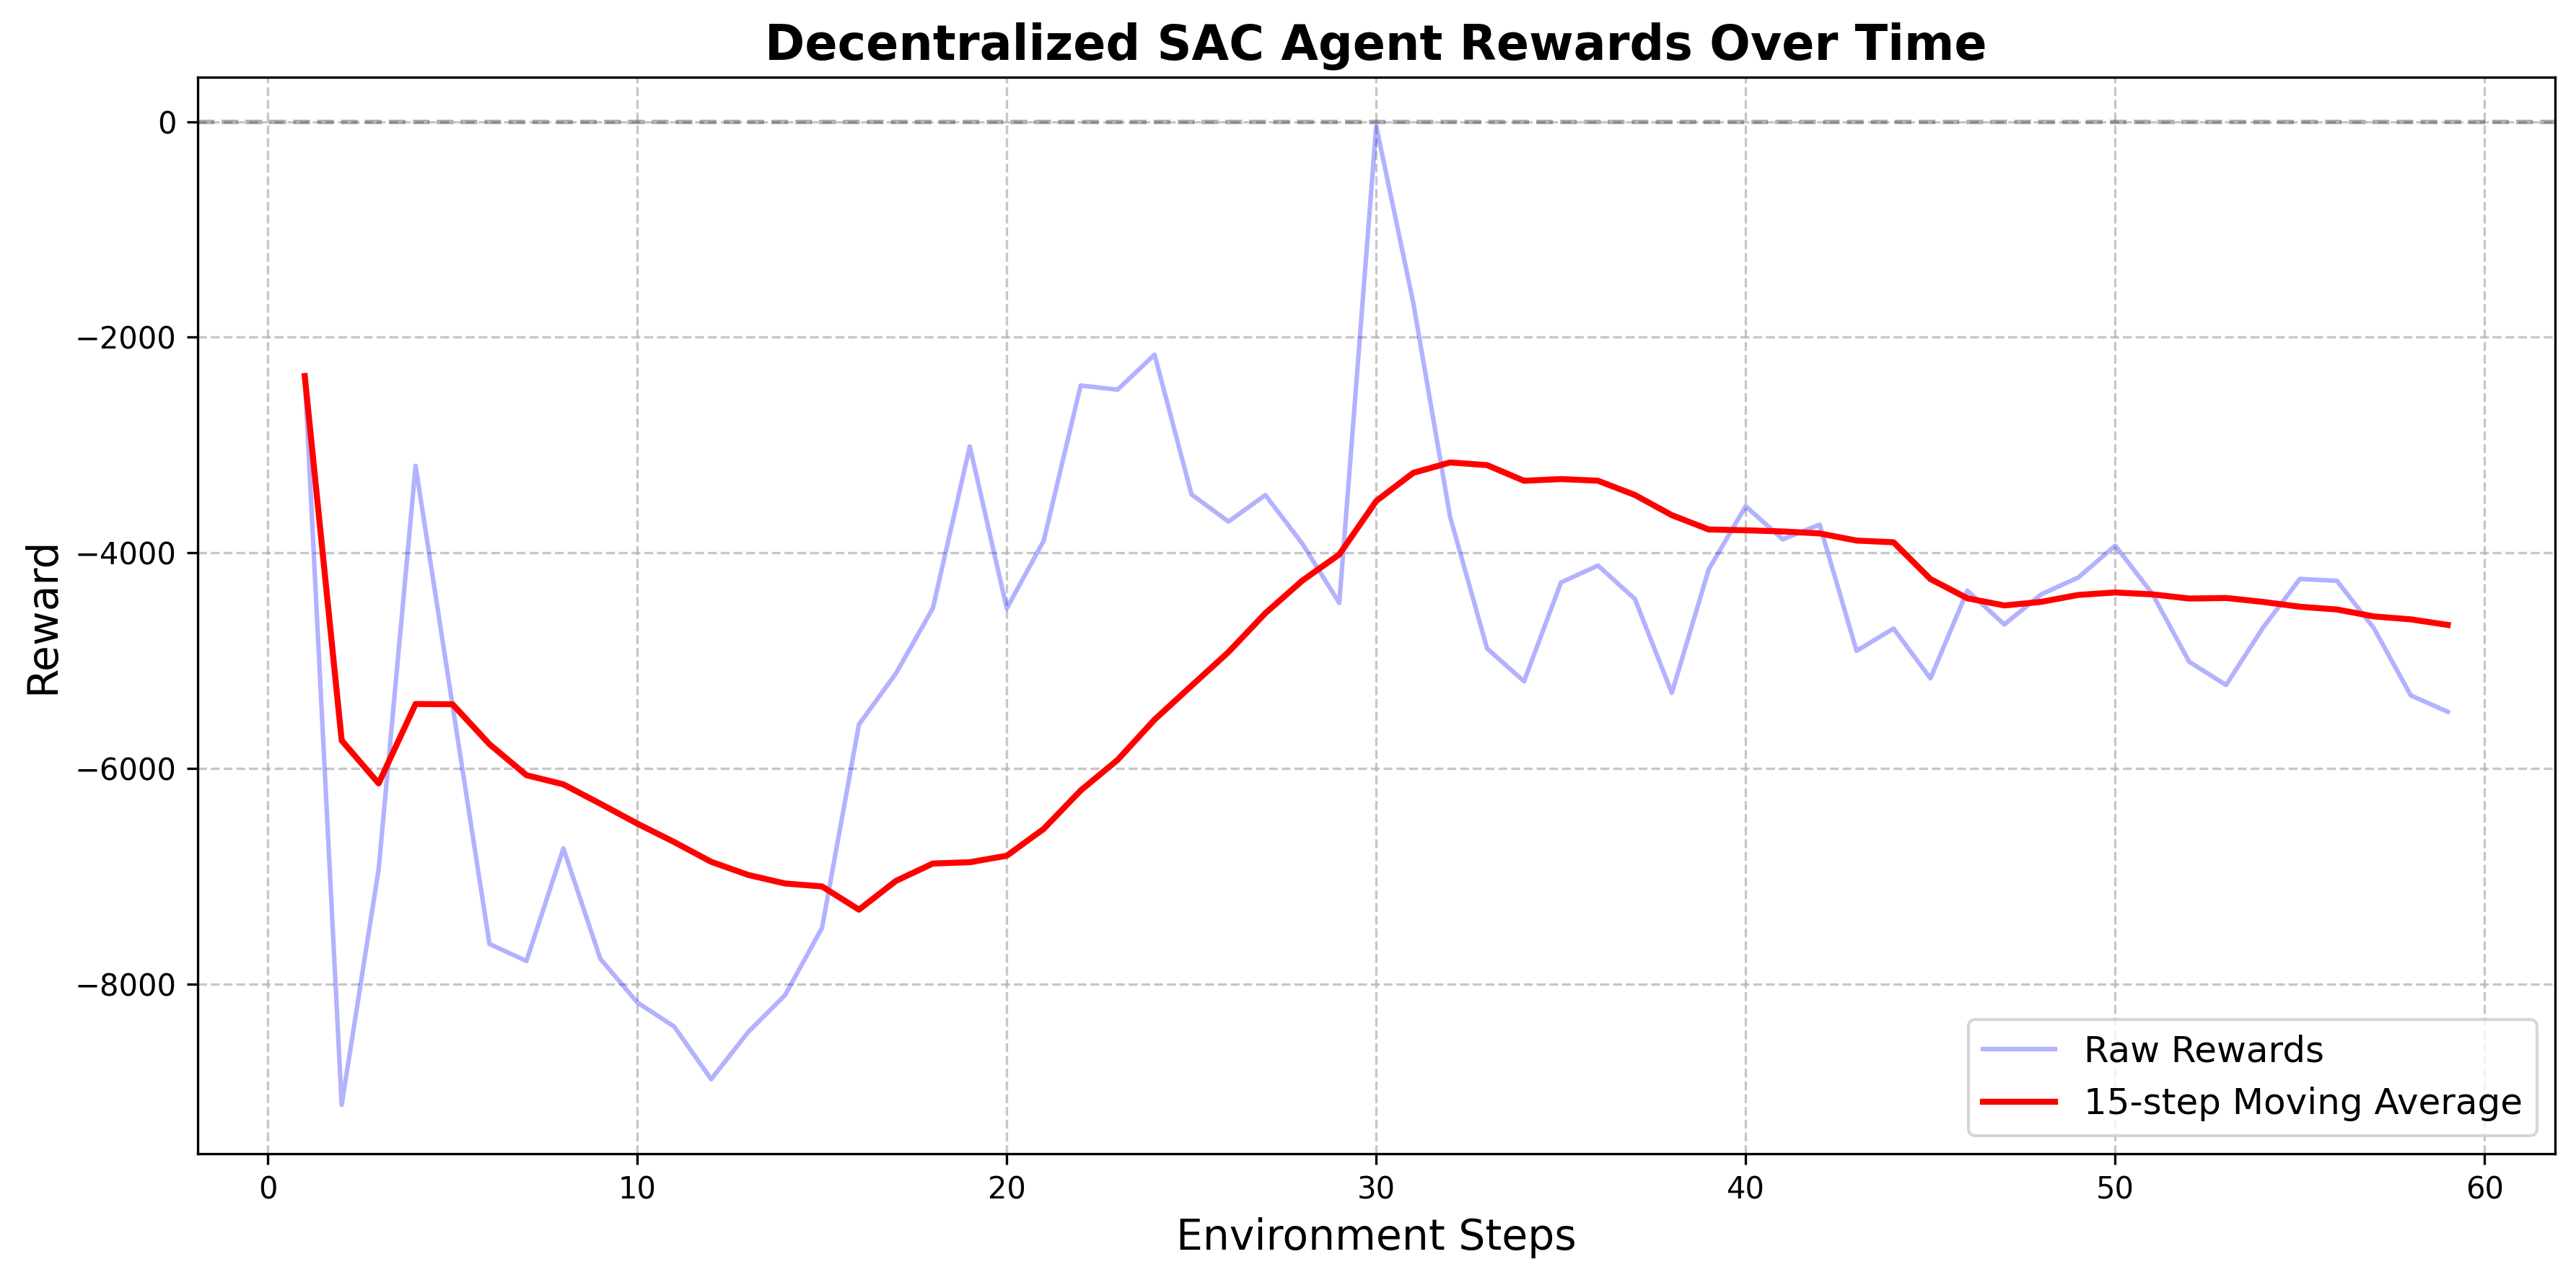 Decentralized SAC Agent Rewards Over Time
Reward
0
−2000
−4000
−6000
−8000
0
10
20
30
40
50
60
Environment Steps
Raw Rewards
15-step Moving Average